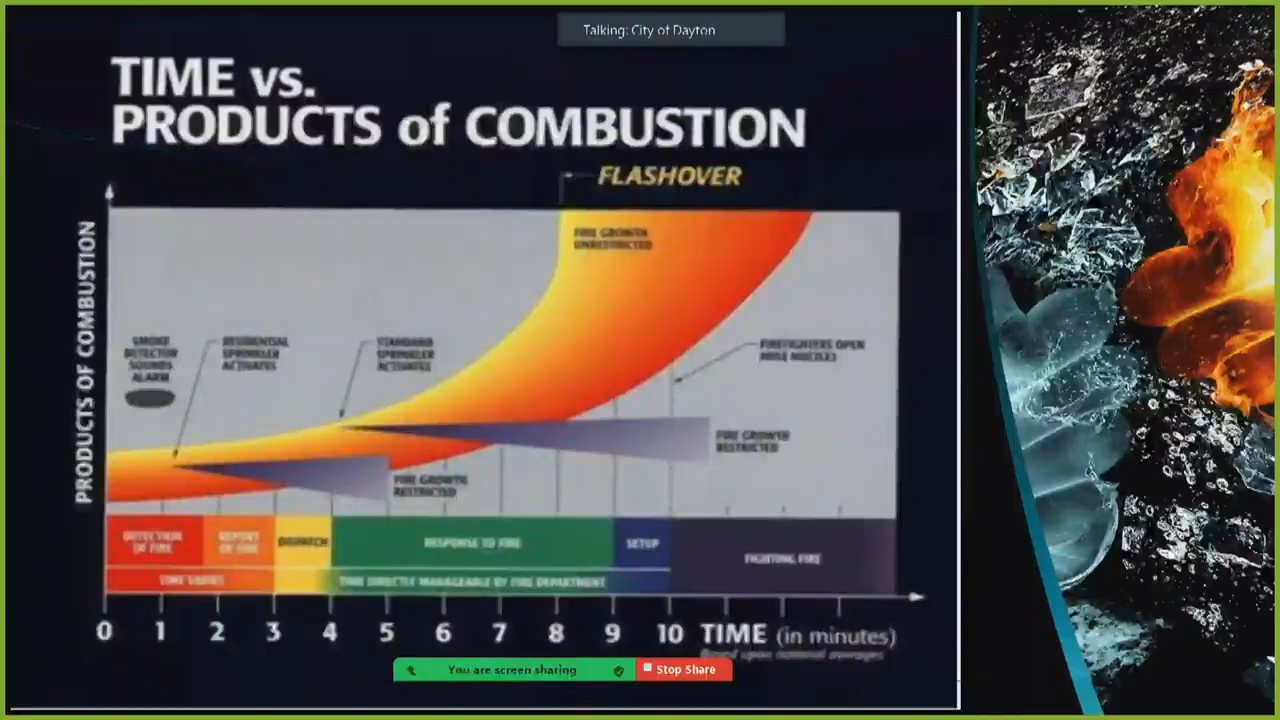 Talking: City of Dayton
TIME vs.
PRODUCTS of COMBUSTION
FLASHOVER
PRODUCTS OF COMBUSTION
FIRE GROWTH
UNRESTRICTED
SMOKE
DETECTOR
SOUNDS
ALARM
RESIDENTIAL
SPRINKLER
ACTIVATES
STANDARD
SPRINKLER
ACTIVATES
FIREFIGHTERS OPEN
HOSE NOZZLES
FIRE GROWTH
RESTRICTED
FIRE GROWTH
RESTRICTED
DETECTION
OF FIRE
REPORT
OF FIRE
DISPATCH
RESPONSE TO FIRE
SETUP
FIGHTING FIRE
TIME VARIES
TIME DIRECTLY MANAGEABLE BY FIRE DEPARTMENT
0 1 2 3 4 5 6 7 8 9 10 TIME (in minutes)
Based upon national averages
You are screen sharing
Stop Share